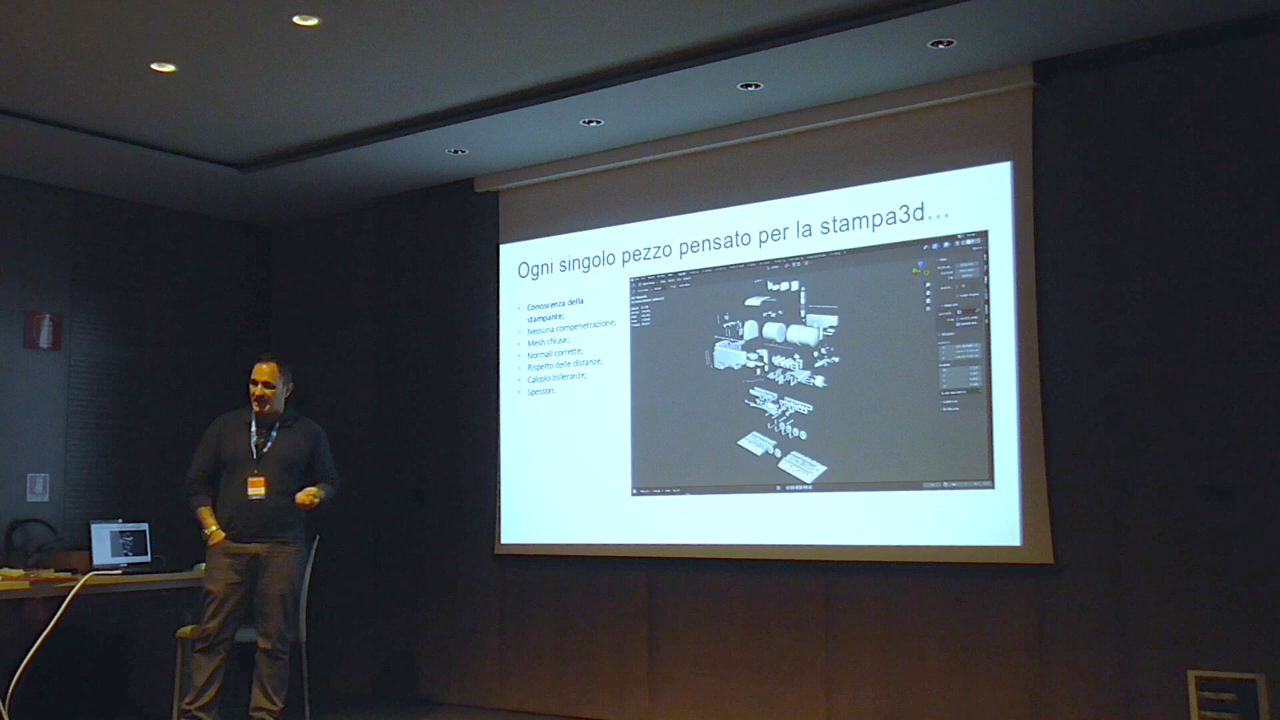 Ogni singolo pezzo pensato per la stampa3d...
Conoscenza della
stampante;
Nessuna compenetrazione;
Mesh chiuse;
Normali corrette;
Rispetto delle distanze;
Calcolo tolleranze;
Spessori.